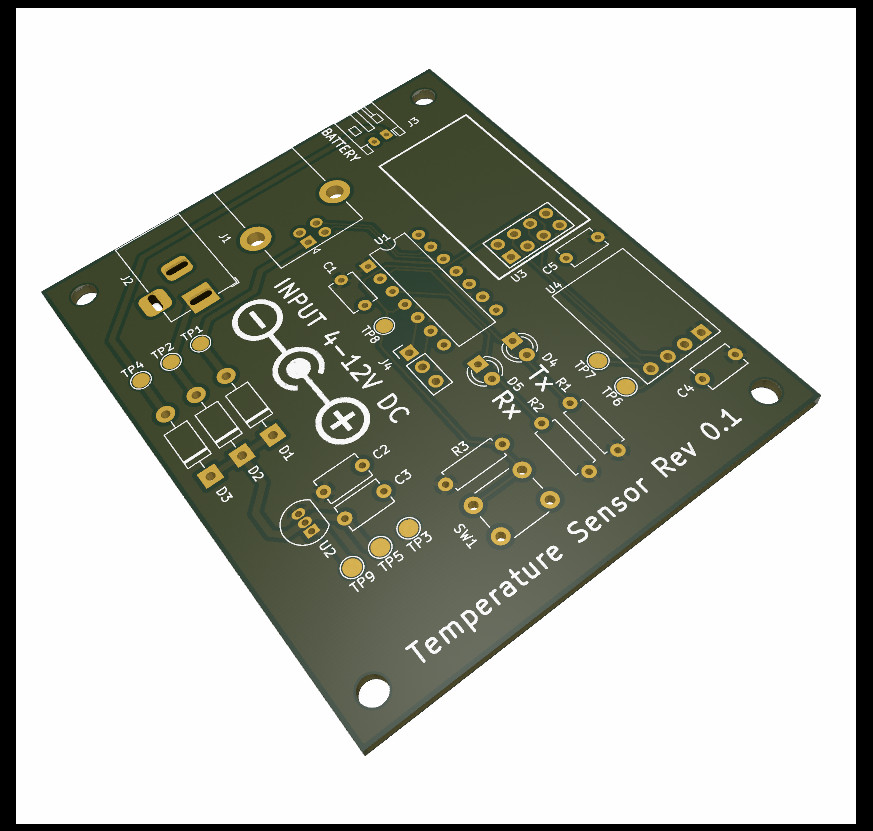 J3
BATTERY
J1
U1
J2
U3
C5
U4
C1
INPUT 4-12V DC
TP8
TP1
TP2
TP4
J4
D4
Tx
D5
Rx
TP7
TP6
C4
R1
R2
D1
D2
D3
C2
C3
R3
SW1
U2
TP3
TP5
TP9
Temperature Sensor Rev 0.1